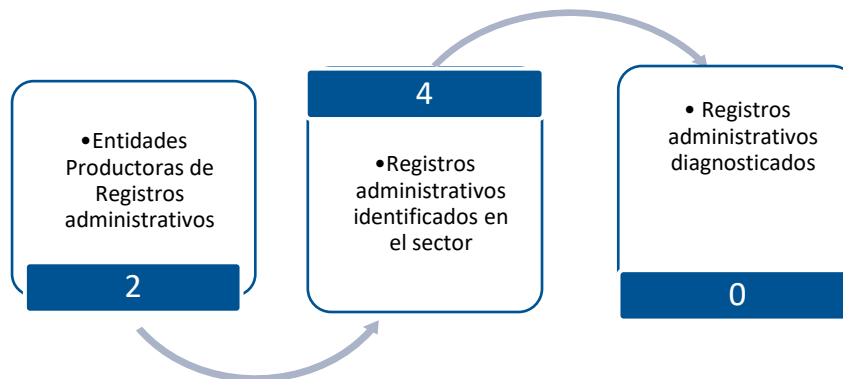 •Entidades
Productoras de
Registros
administrativos
2
4
•Registros
administrativos
identificados en
el sector
• Registros
administrativos
diagnosticados
0